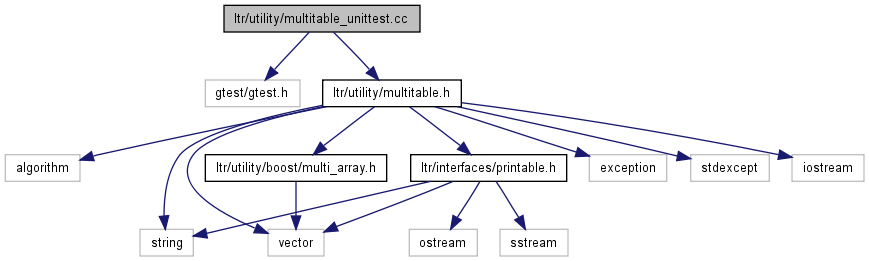 ltr/utility/multitable_unittest.cc
gtest/gtest.h
ltr/utility/multitable.h
algorithm
ltr/utility/boost/multi_array.h
ltr/interfaces/printable.h
exception
stdexcept
iostream
string
vector
ostream
sstream